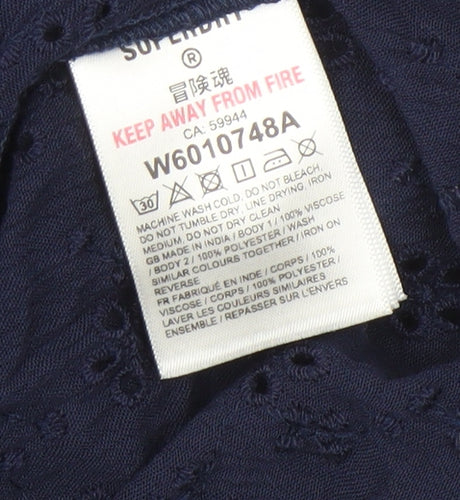 SUPERDRY
®
冒険魂
KEEP AWAY FROM FIRE
CA: 59944
W6010748A
30
MACHINE WASH COLD, DO NOT BLEACH,
DO NOT TUMBLE DRY, LINE DRYING, IRON
MEDIUM, DO NOT DRY CLEAN
GB MADE IN INDIA / BODY 1 / 100% VISCOSE
/ BODY 2 / 100% POLYESTER / WASH
SIMILAR COLOURS TOGETHER / IRON ON
REVERSE
FR FABRIQUÉ EN INDE / CORPS / 100%
VISCOSE / CORPS / 100% POLYESTER /
LAVER LES COULEURS SIMILAIRES
ENSEMBLE / REPASSER SUR L'ENVERS